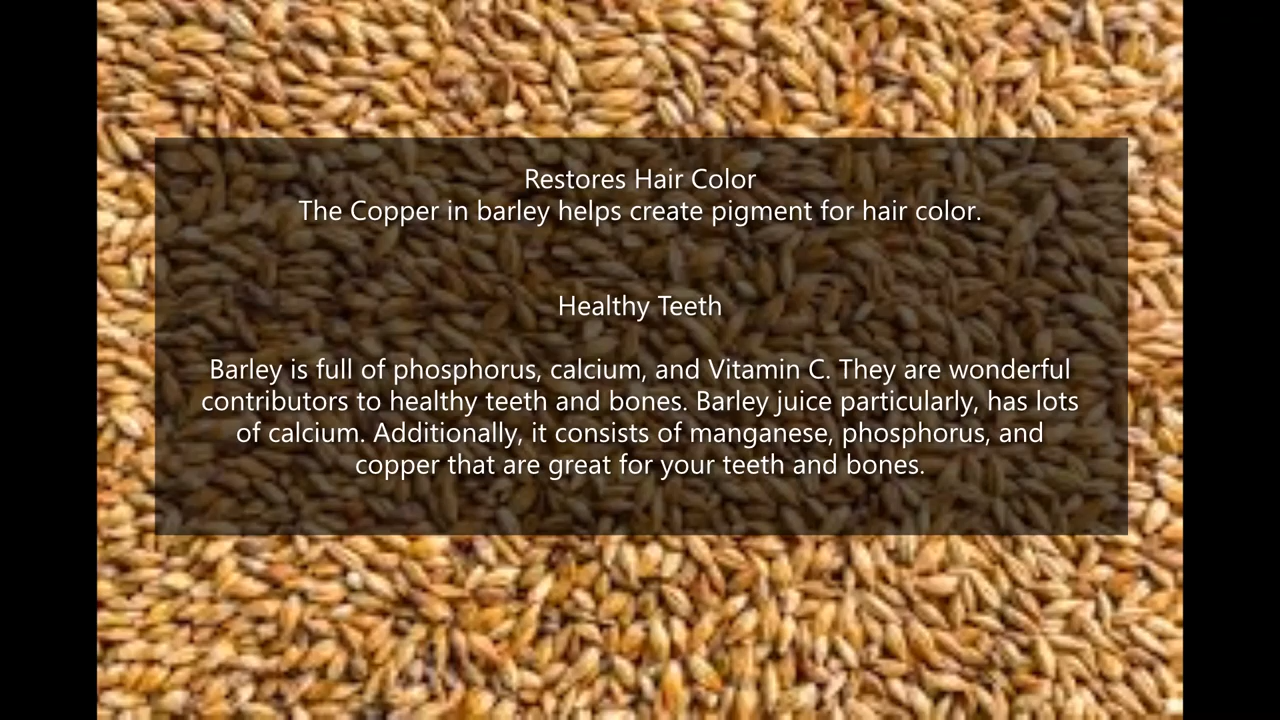 Restores Hair Color
The Copper in barley helps create pigment for hair color.
Healthy Teeth
Barley is full of phosphorus, calcium, and Vitamin C. They are wonderful
contributors to healthy teeth and bones. Barley juice particularly, has lots
of calcium. Additionally, it consists of manganese, phosphorus, and
copper that are great for your teeth and bones.